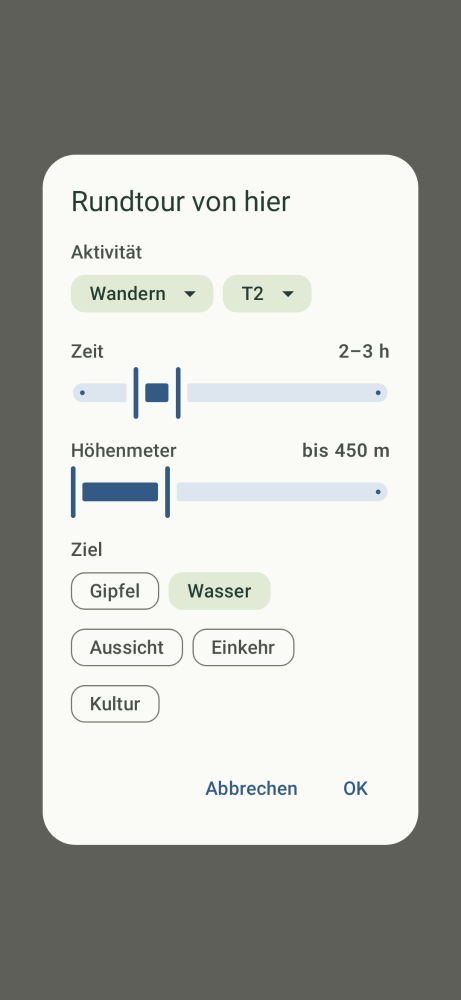 Rundtour von hier
Aktivität
Wandern T2
Zeit 2–3 h
Höhenmeter bis 450 m
Ziel
Gipfel Wasser
Aussicht Einkehr
Kultur
Abbrechen OK